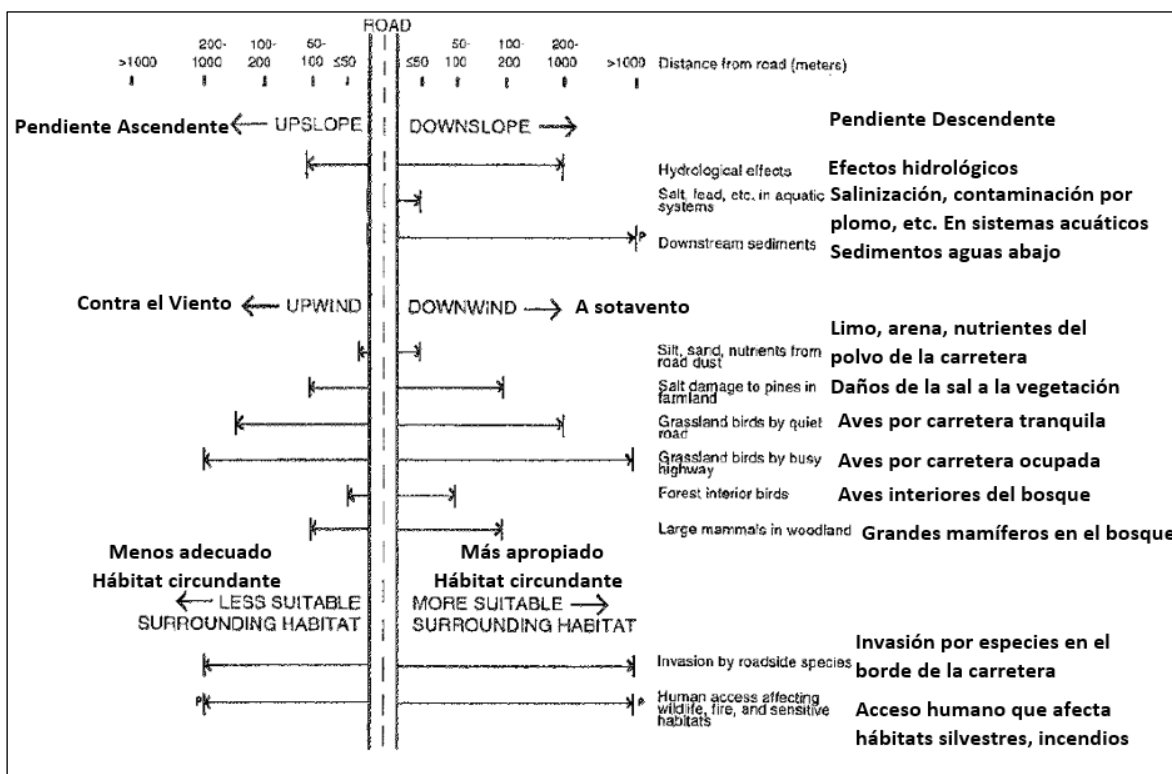 ROAD
200- 100- 50- 50- 100- 200-
>1000 1000 200 100 ≤50 ≤50 100 200 1000 >1000 Distance from road (meters)
Pendiente Ascendente UPSLOPE DOWNSLOPE Pendiente Descendente
Hydrological effects Efectos hidrológicos
Salt, lead, etc. in aquatic Salinización, contaminación por
systems plomo, etc. En sistemas acuáticos
P Downstream sediments Sedimentos aguas abajo
Contra el Viento UPWIND DOWNWIND A sotavento
Limo, arena, nutrientes del
Silt, sand, nutrients from polvo de la carretera
road dust
Salt damage to pines in Daños de la sal a la vegetación
farmland
Grassland birds by quiet Aves por carretera tranquila
road
Grassland birds by busy Aves por carretera ocupada
highway
Forest interior birds Aves interiores del bosque
Large mammals in woodland Grandes mamíferos en el bosque
Menos adecuado Más apropiado
Hábitat circundante Hábitat circundante
LESS SUITABLE MORE SUITABLE
SURROUNDING HABITAT SURROUNDING HABITAT
Invasión por especies en el
Invasion by roadside species borde de la carretera
P P Human access affecting
wildlife, fire, and sensitive Acceso humano que afecta
habitats hábitats silvestres, incendios